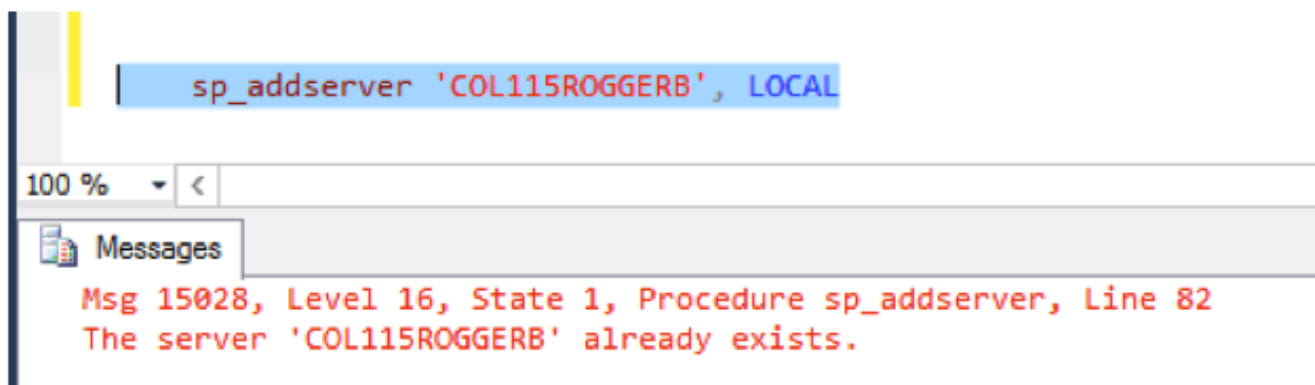 sp_addserver 'COL115ROGGERB', LOCAL
100 %
Messages
Msg 15028, Level 16, State 1, Procedure sp_addserver, Line 82
The server 'COL115ROGGERB' already exists.